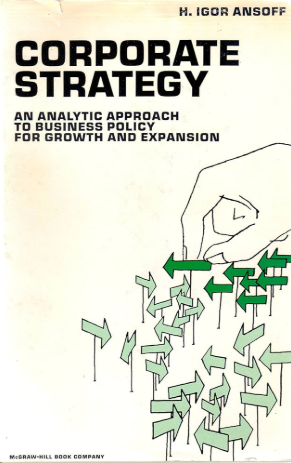 H. IGOR ANSOFF
CORPORATE
STRATEGY
AN ANALYTIC APPROACH
TO BUSINESS POLICY
FOR GROWTH AND EXPANSION
McGRAW-HILL BOOK COMPANY